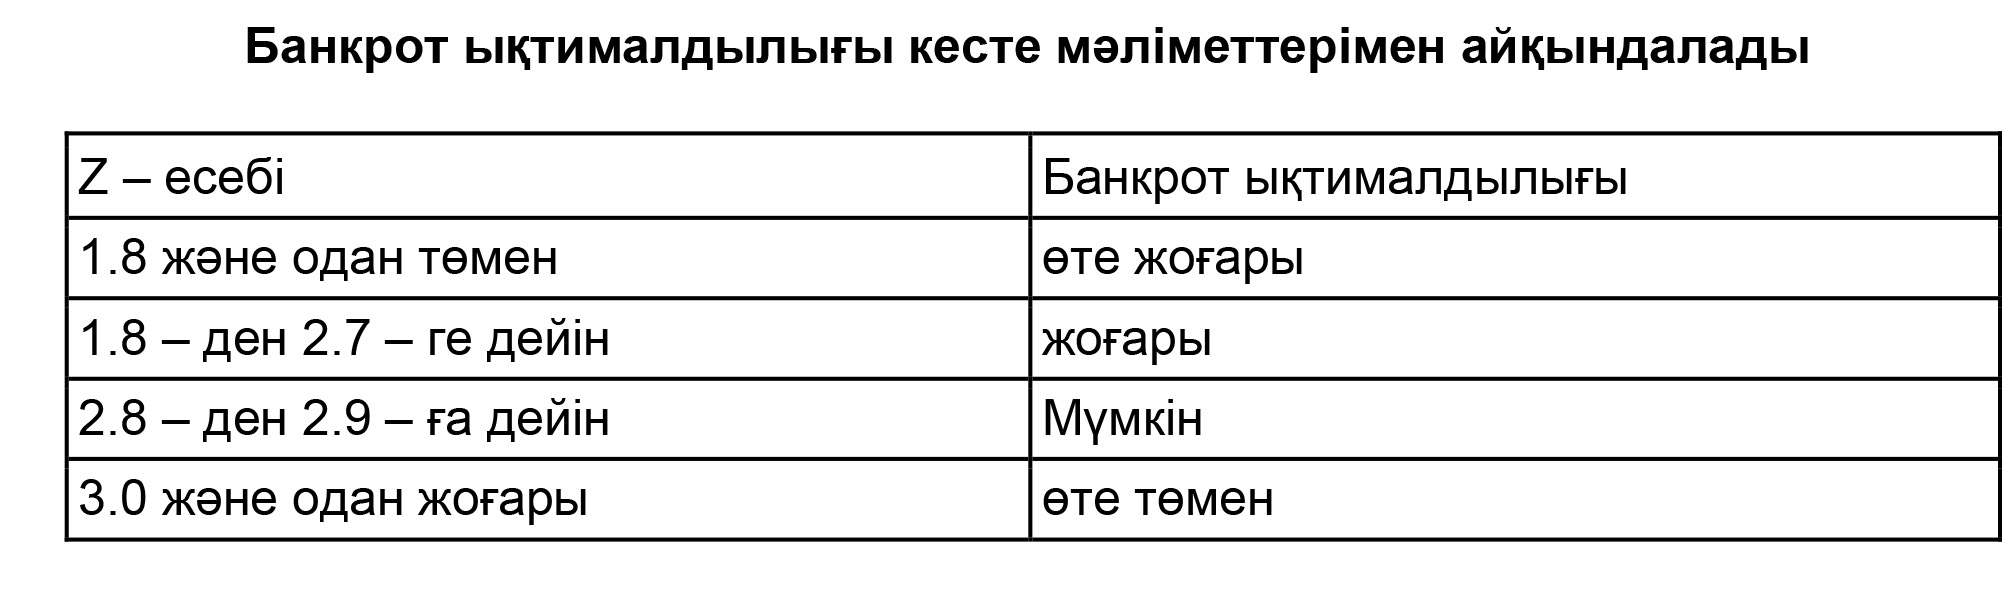 Банкрот ықтималдылығы кесте мәліметтерімен айқындалады
Z – есебі
Банкрот ықтималдылығы
1.8 және одан төмен
өте жоғары
1.8 – ден 2.7 – ге дейін
жоғары
2.8 – ден 2.9 – ға дейін
Мүмкін
3.0 және одан жоғары
өте төмен